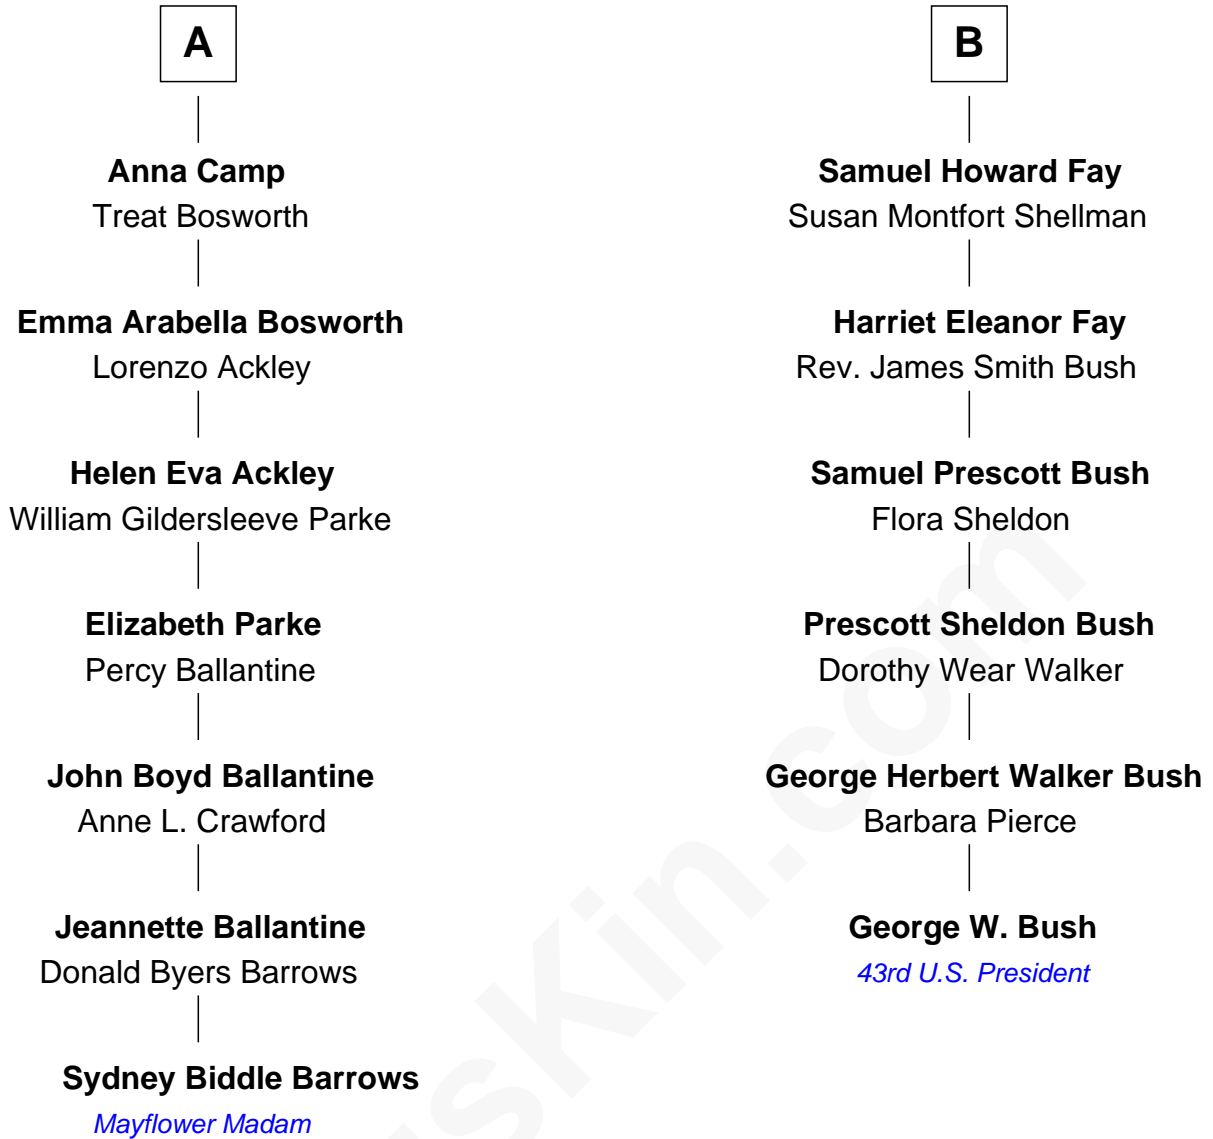 A
Anna Camp
Treat Bosworth
Emma Arabella Bosworth
Lorenzo Ackley
Helen Eva Ackley
William Gildersleeve Parke
Elizabeth Parke
Percy Ballantine
John Boyd Ballantine
Anne L. Crawford
Jeannette Ballantine
Donald Byers Barrows
Sydney Biddle Barrows
Mayflower Madam
B
Samuel Howard Fay
Susan Montfort Shellman
Harriet Eleanor Fay
Rev. James Smith Bush
Samuel Prescott Bush
Flora Sheldon
Prescott Sheldon Bush
Dorothy Wear Walker
George Herbert Walker Bush
Barbara Pierce
George W. Bush
43rd U.S. President